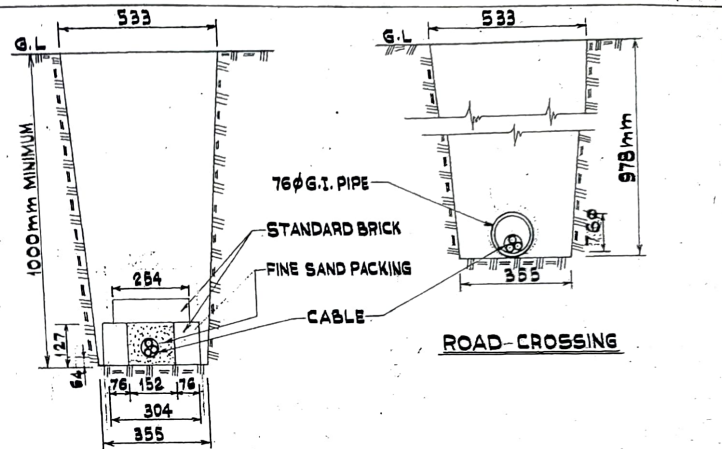 533
G.L
1000mm MINIMUM
254
127
64
76 152 76
304
355
76φ G.I. PIPE
STANDARD BRICK
FINE SAND PACKING
CABLE
533
G.L
978mm
76φ
355
ROAD-CROSSING